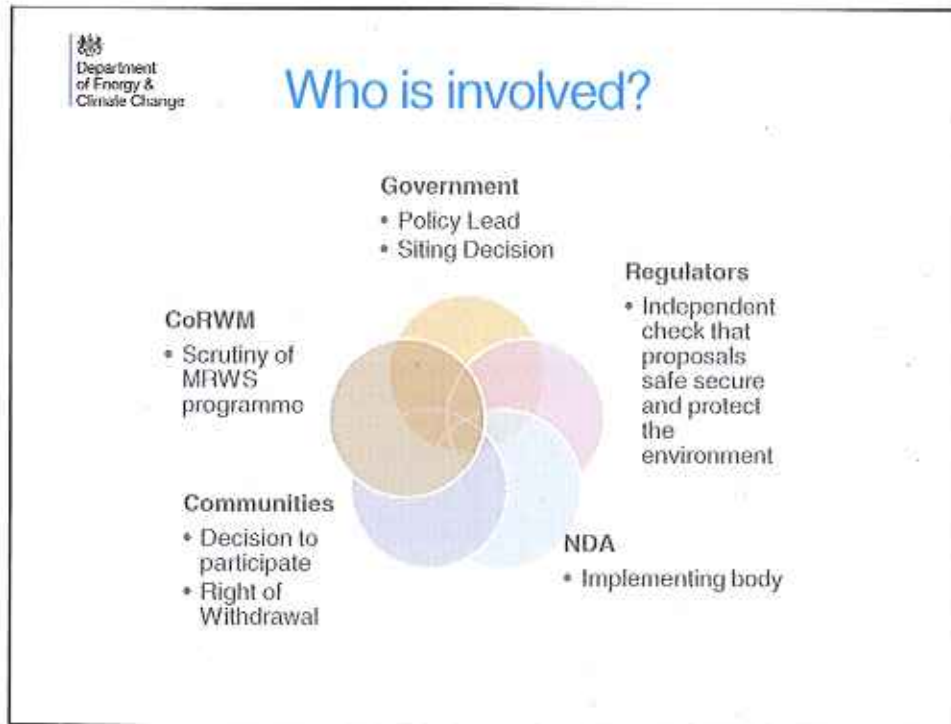 Department
of Energy &
Climate Change
Who is involved?
Government
• Policy Lead
• Siting Decision
Regulators
• Independent
check that
proposals
safe secure
and protect
the
environment
CoRWM
• Scrutiny of
MRWS
programme
Communities
• Decision to
participate
• Right of
Withdrawal
NDA
• Implementing body